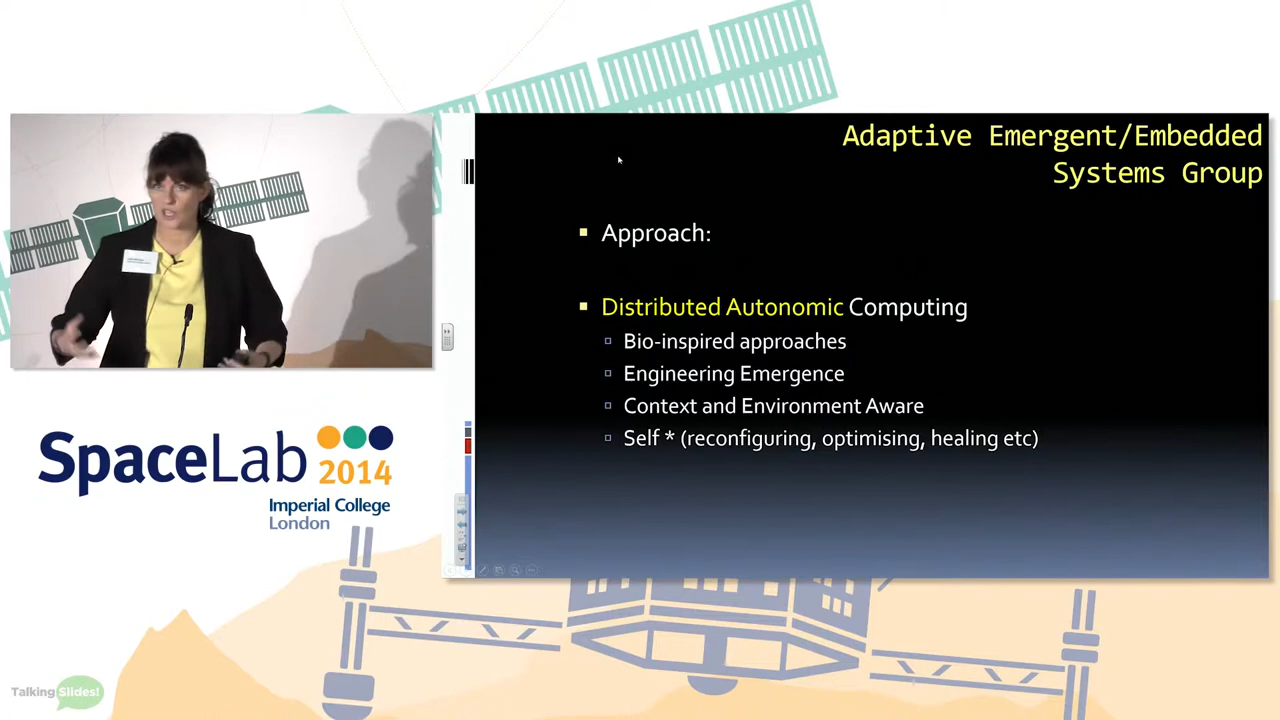 Adaptive Emergent/Embedded
Systems Group
Approach:
Distributed Autonomic Computing
Bio-inspired approaches
Engineering Emergence
Context and Environment Aware
Self * (reconfiguring, optimising, healing etc)
SpaceLab
2014
Imperial College
London
Talking Slides!